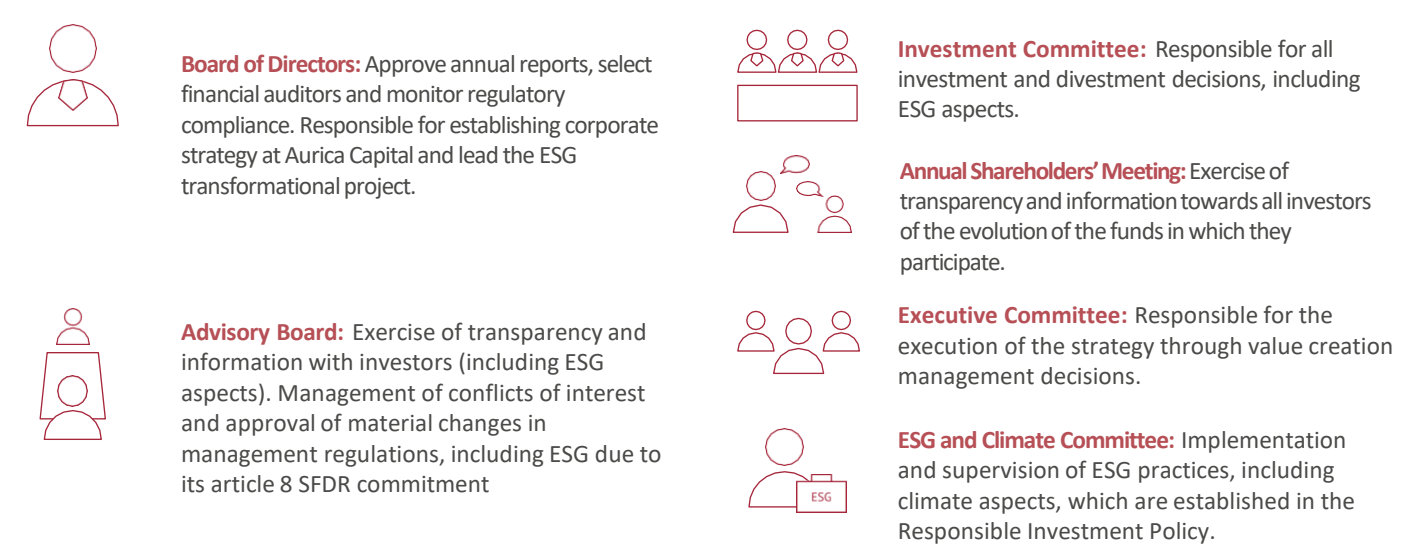 Board of Directors: Approve annual reports, select
financial auditors and monitor regulatory
compliance. Responsible for establishing corporate
strategy at Aurica Capital and lead the ESG
transformational project.
Advisory Board: Exercise of transparency and
information with investors (including ESG
aspects). Management of conflicts of interest
and approval of material changes in
management regulations, including ESG due to
its article 8 SFDR commitment
Investment Committee: Responsible for all
investment and divestment decisions, including
ESG aspects.
Annual Shareholders' Meeting: Exercise of
transparency and information towards all investors
of the evolution of the funds in which they
participate.
Executive Committee: Responsible for the
execution of the strategy through value creation
management decisions.
ESG
ESG and Climate Committee: Implementation
and supervision of ESG practices, including
climate aspects, which are established in the
Responsible Investment Policy.